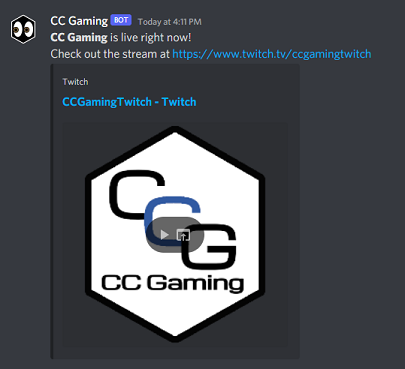 CC Gaming BOT Today at 4:11 PM
CC Gaming is live right now!
Check out the stream at https://www.twitch.tv/ccgamingtwitch
Twitch
CCGamingTwitch - Twitch
CCG
CC Gaming